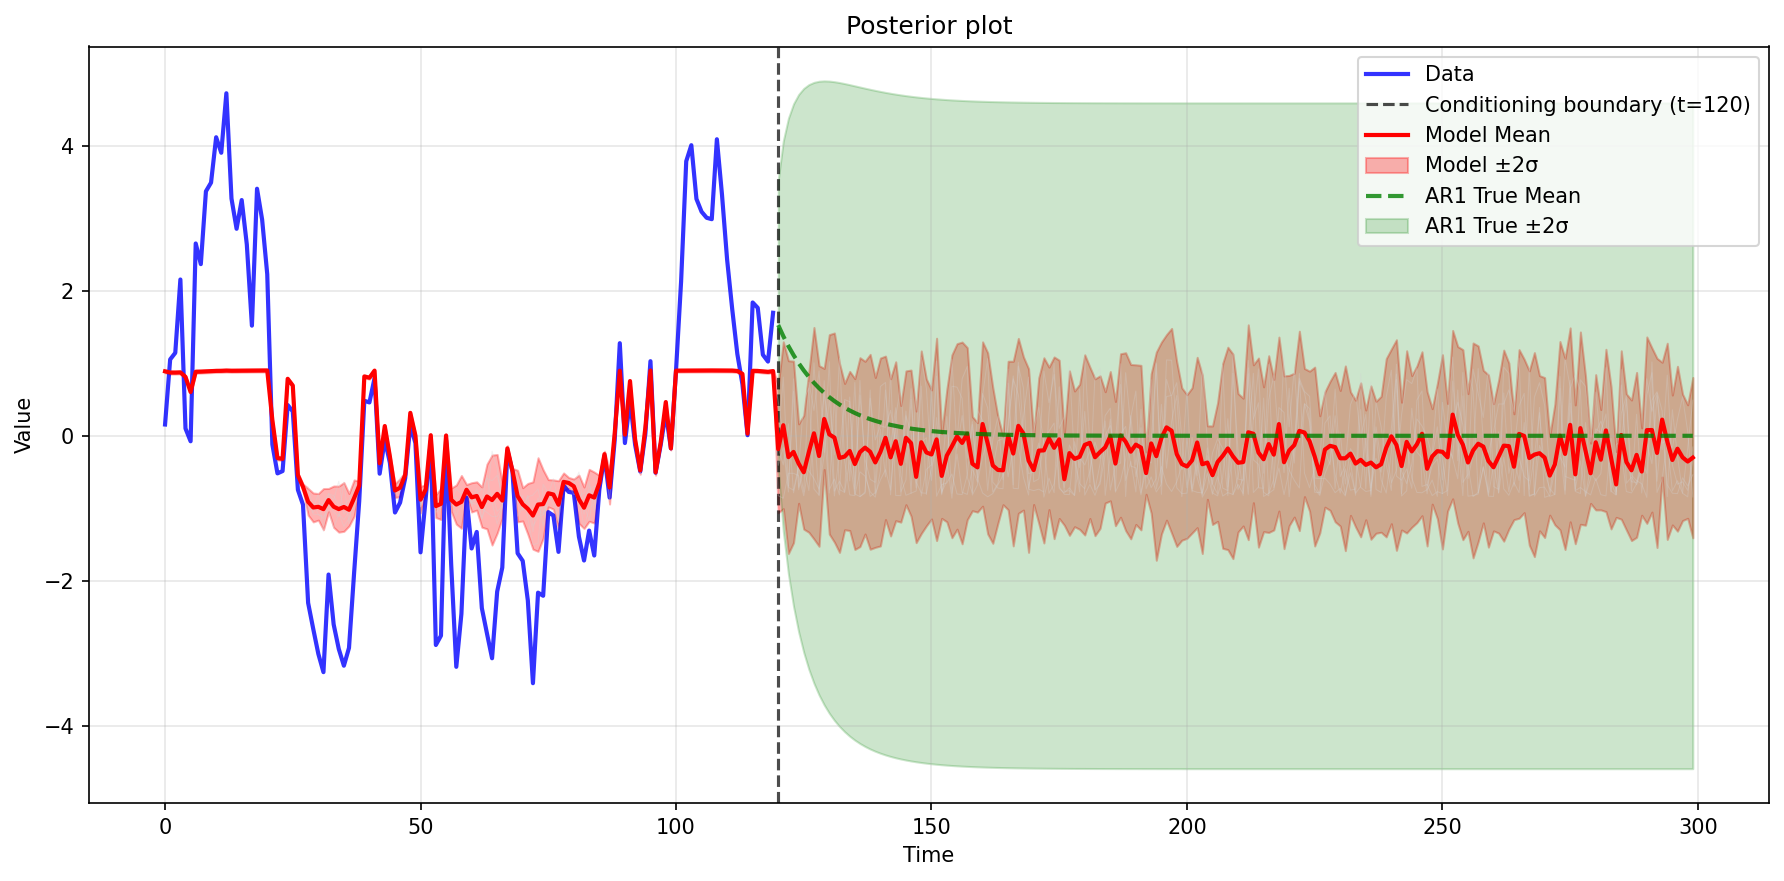 Posterior plot
Data
Conditioning boundary (t=120)
Model Mean
Model ±2σ
AR1 True Mean
AR1 True ±2σ
Value
4
2
0
−2
−4
0
50
100
150
200
250
300
Time